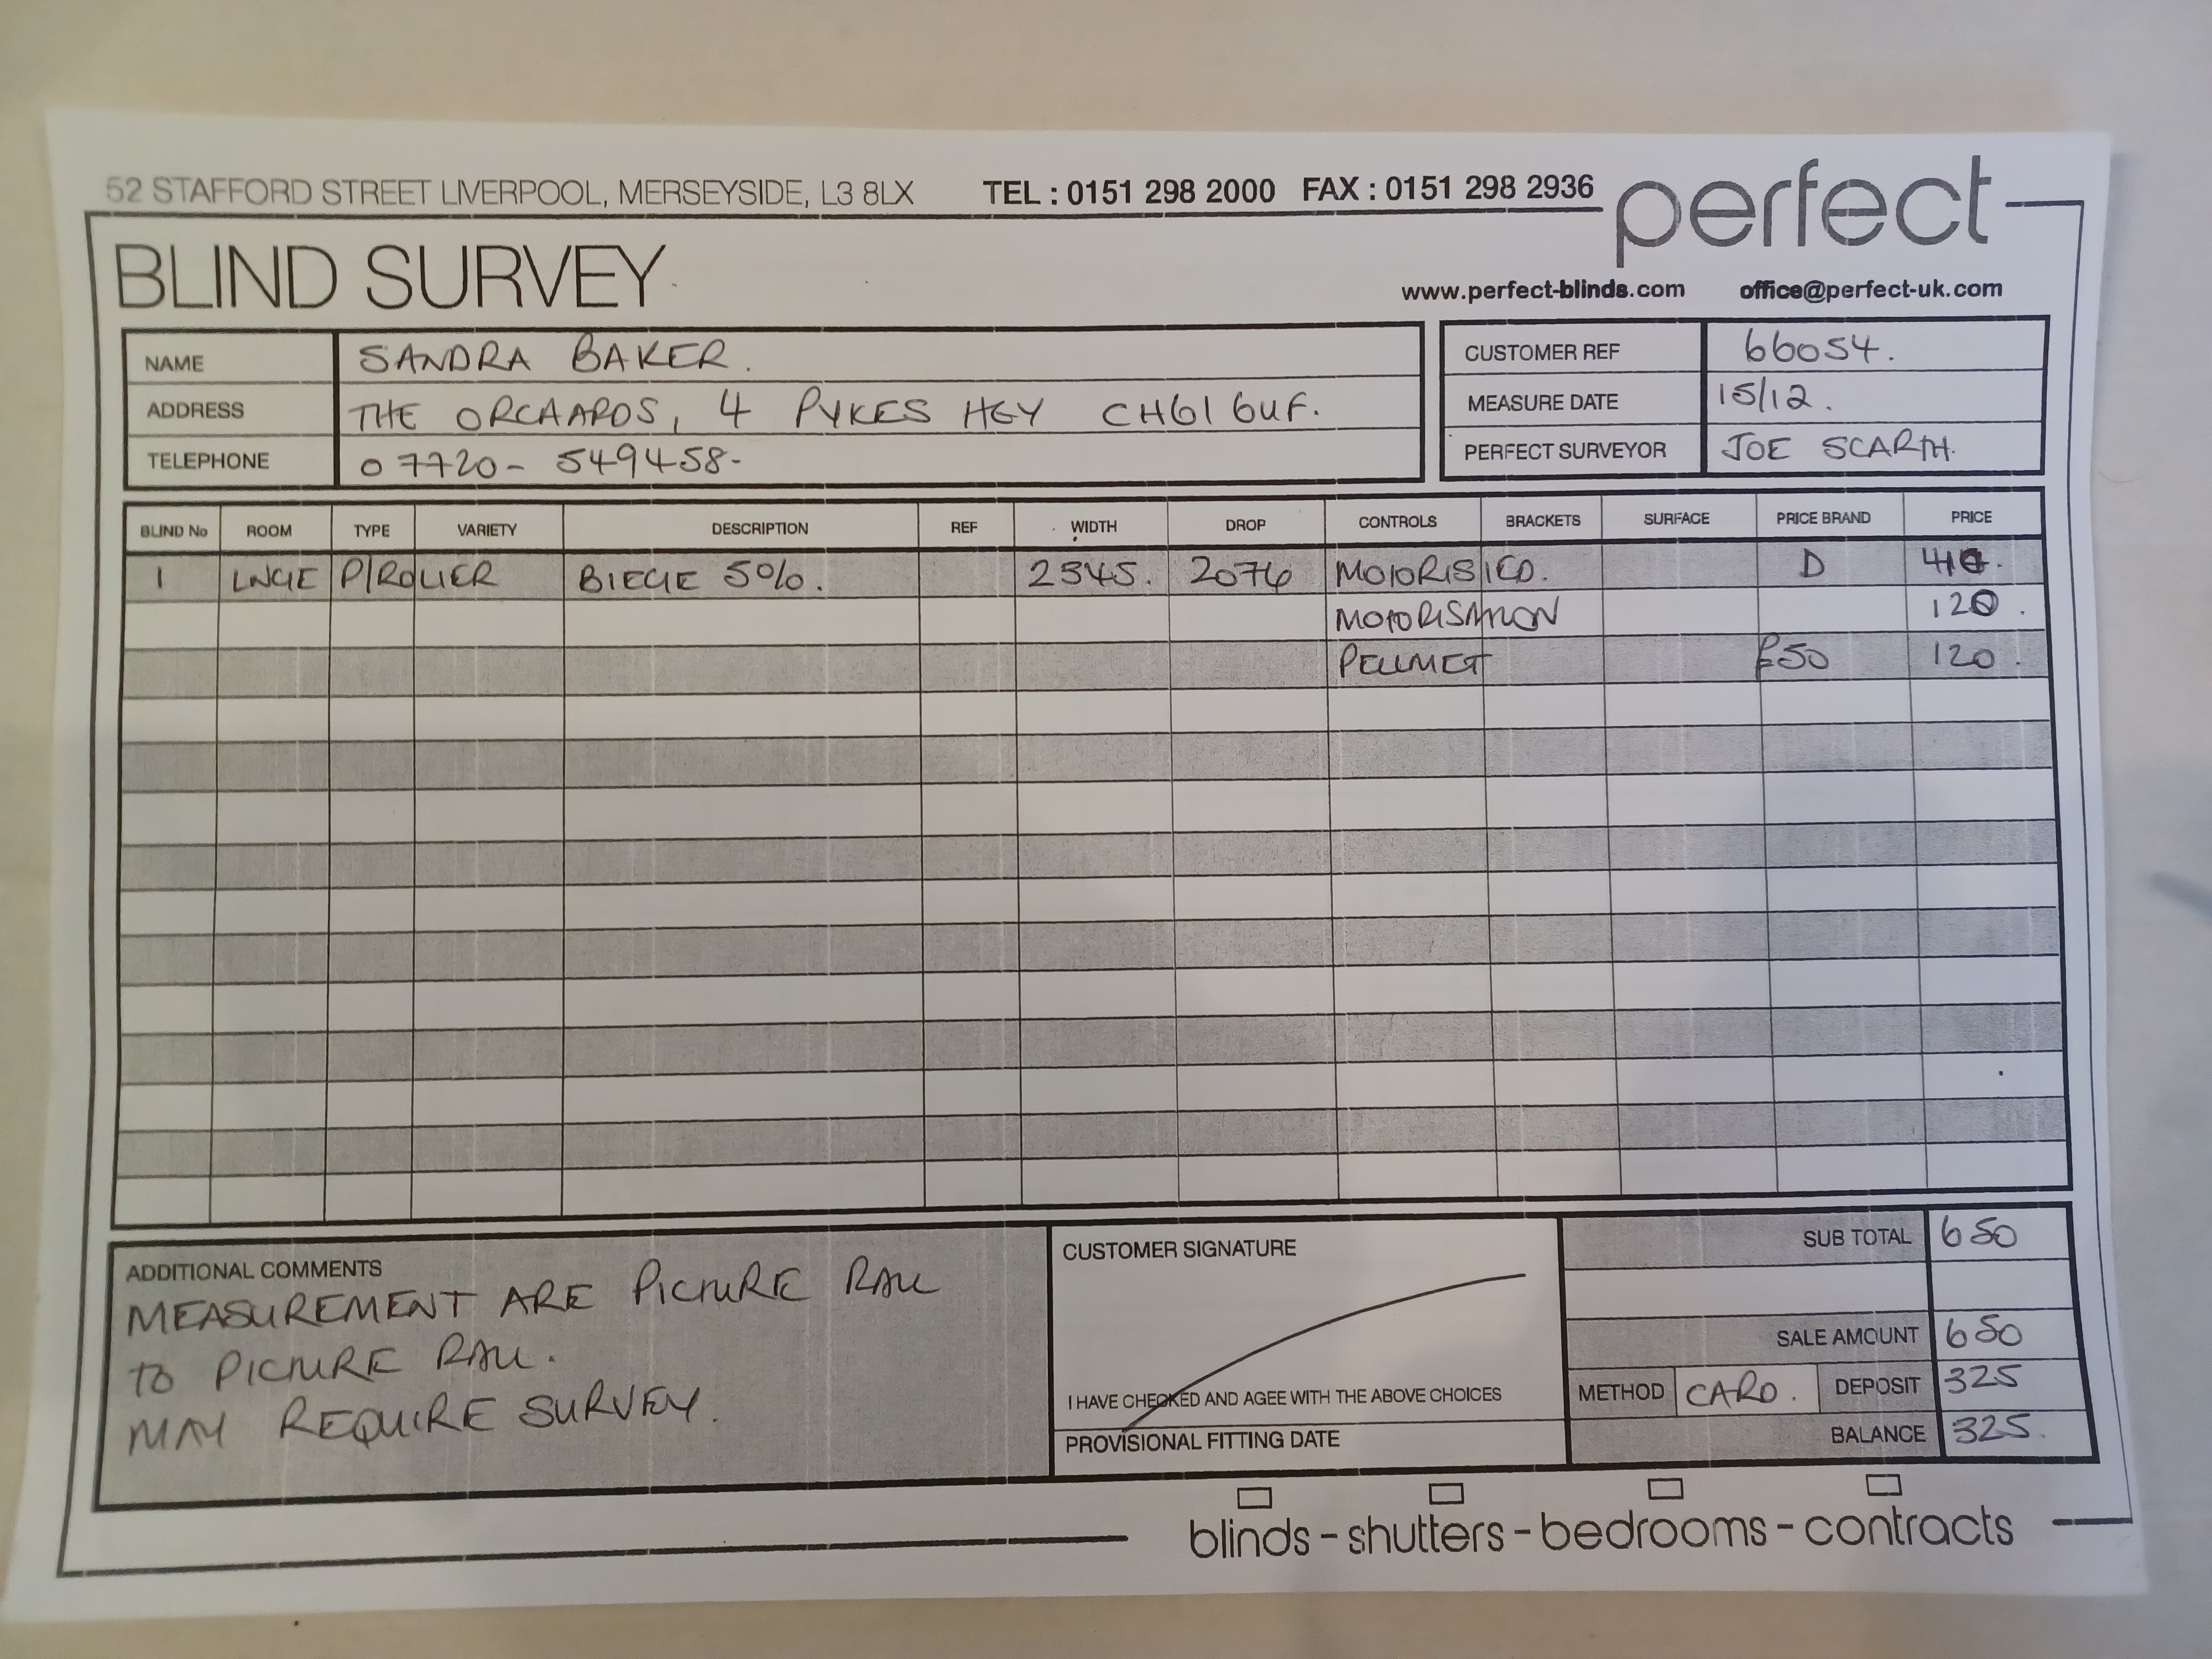 52 STAFFORD STREET LIVERPOOL, MERSEYSIDE, L3 8LX TEL : 0151 298 2000 FAX : 0151 298 2936 perfect
BLIND SURVEY
www.perfect-blinds.com office@perfect-uk.com
NAME SANDRA BAKER. CUSTOMER REF 66054.
ADDRESS THE ORCAAROS, 4 PYKES HEY CH61 6UF. MEASURE DATE 15/12.
TELEPHONE 07720-549458- PERFECT SURVEYOR JOE SCARTH.
BLIND No ROOM TYPE VARIETY DESCRIPTION REF WIDTH DROP CONTROLS BRACKETS SURFACE PRICE BRAND PRICE
1 LNGE P/ROLLER BIEGE 5%. 2345. 2076 MOTORISED. D 410.
MOTORISATION 120.
PELLMET £50 120.
ADDITIONAL COMMENTS
MEASUREMENT ARE PICTURE RAIL
TO PICTURE RAIL.
MAY REQUIRE SURVEY.
CUSTOMER SIGNATURE
I HAVE CHECKED AND AGEE WITH THE ABOVE CHOICES
PROVISIONAL FITTING DATE
SUB TOTAL 650
SALE AMOUNT 650
METHOD CARD. DEPOSIT 325
BALANCE 325.
blinds - shutters - bedrooms - contracts